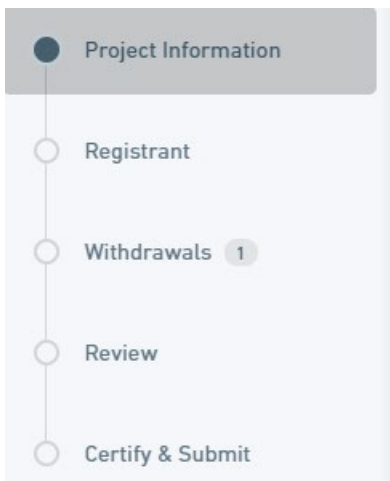 Project Information
Registrant
Withdrawals 1
Review
Certify & Submit